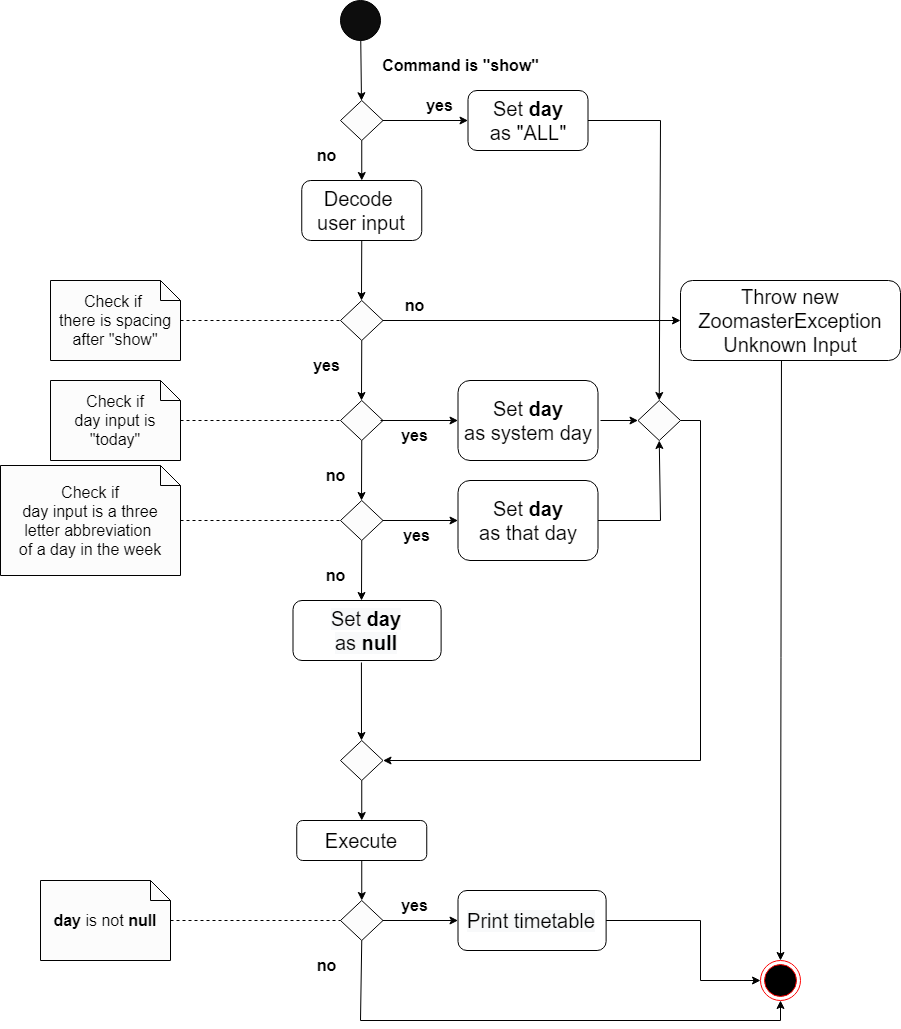 Command is "show"
yes
Set day
as "ALL"
no
Decode
user input
Check if
there is spacing
after "show"
no
Throw new
ZoomasterException
Unknown Input
yes
Check if
day input is
"today"
yes
Set day
as system day
no
Check if
day input is a three
letter abbreviation
of a day in the week
yes
Set day
as that day
no
Set day
as null
Execute
day is not null
yes
Print timetable
no